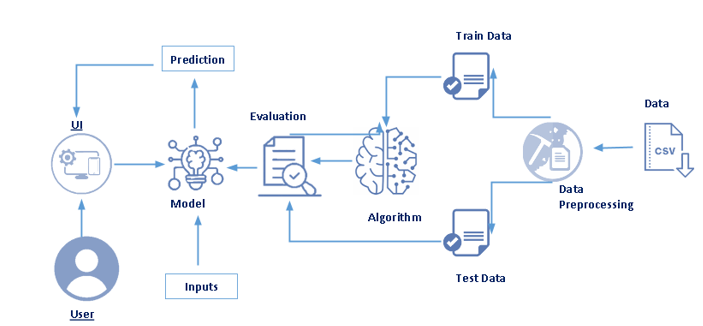 Train Data
Prediction
Evaluation
Data
UI
CSV
Model
Algorithm
Data
Preprocessing
Inputs
Test Data
User